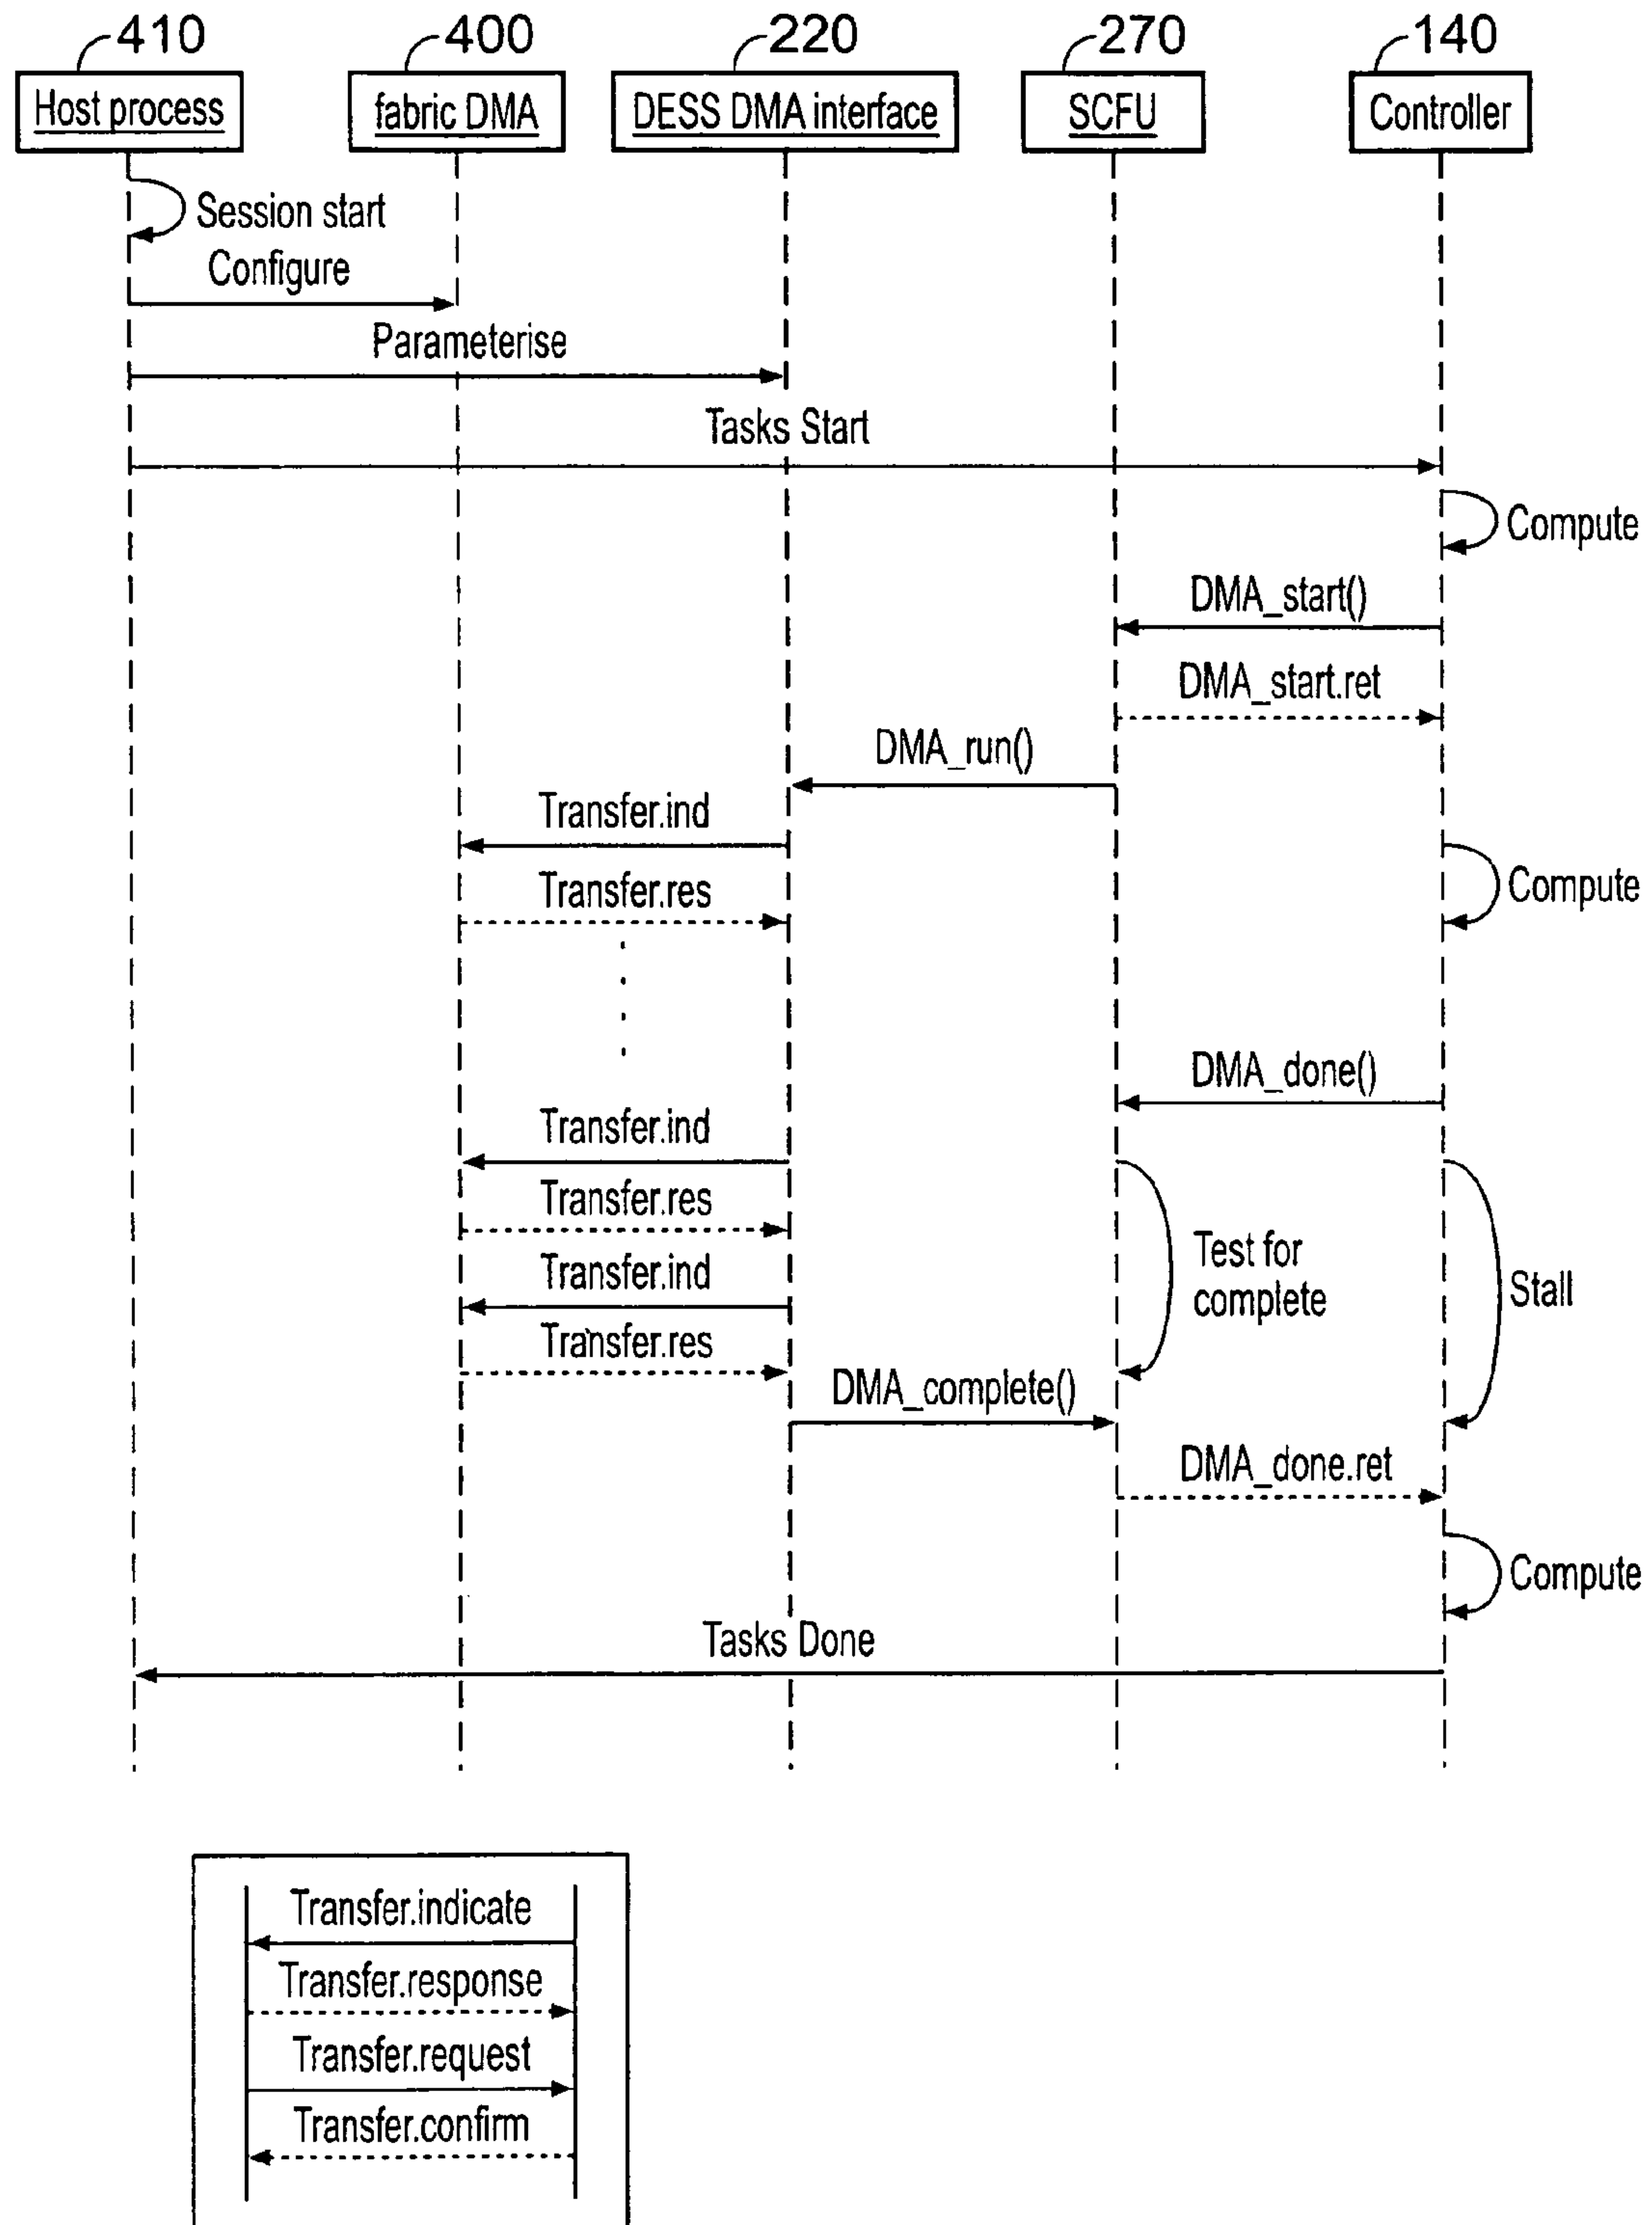 410 400 220 270 140
Host process fabric DMA DESS DMA interface SCFU Controller
Session start
Configure
Parameterise
Tasks Start
Compute
DMA_start()
DMA_start.ret
DMA_run()
Transfer.ind
Compute
Transfer.res
DMA_done()
Transfer.ind
Transfer.res
Test for
complete
Stall
Transfer.ind
Transfer.res
DMA_complete()
DMA_done.ret
Compute
Tasks Done
Transfer.indicate
Transfer.response
Transfer.request
Transfer.confirm